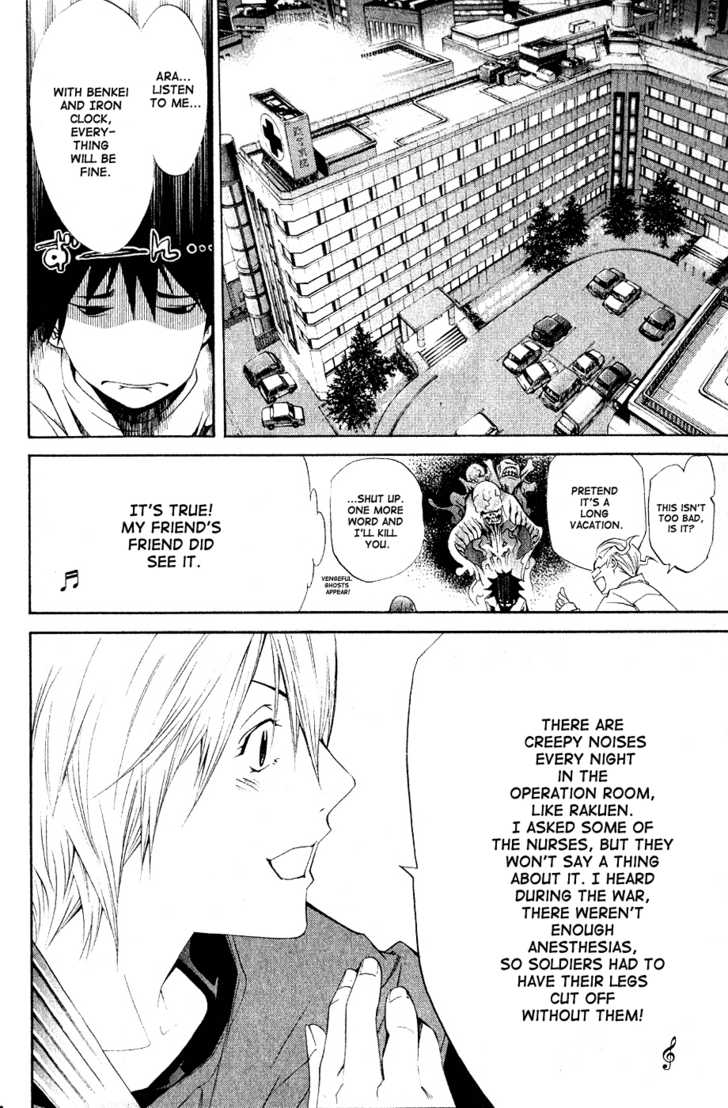 ARA...
LISTEN
TO ME...
WITH BENKEI
AND IRON
CLOCK,
EVERY-
THING
WILL BE
FINE.
THIS ISN'T
TOO BAD,
IS IT?
PRETEND
IT'S A
LONG
VACATION.
...SHUT UP.
ONE MORE
WORD AND
I'LL KILL
YOU.
VENGEFUL
GHOSTS
APPEAR!
IT'S TRUE!
MY FRIEND'S
FRIEND DID
SEE IT.
THERE ARE
CREEPY NOISES
EVERY NIGHT
IN THE
OPERATION ROOM,
LIKE RAKUEN.
I ASKED SOME OF
THE NURSES, BUT THEY
WON'T SAY A THING
ABOUT IT. I HEARD
DURING THE WAR,
THERE WEREN'T
ENOUGH
ANESTHESIAS,
SO SOLDIERS HAD TO
HAVE THEIR LEGS
CUT OFF
WITHOUT THEM!